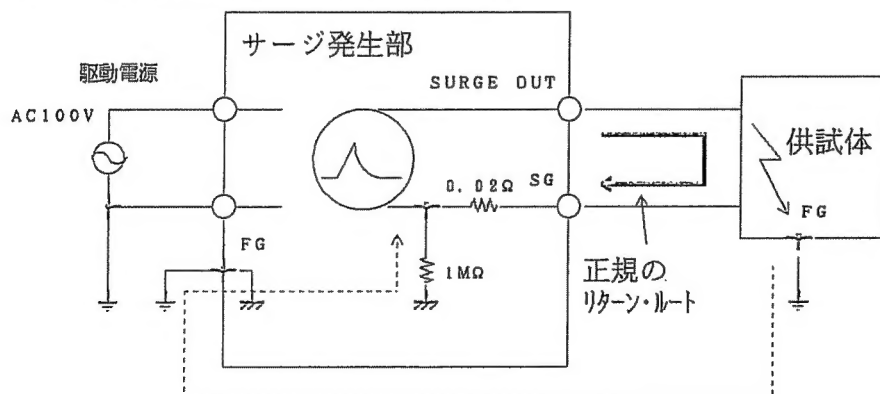 サージ発生部
駆動電源
SURGE OUT
AC100V
供試体
0.02Ω
SG
FG
FG
1MΩ
正規の
リターン・ルート